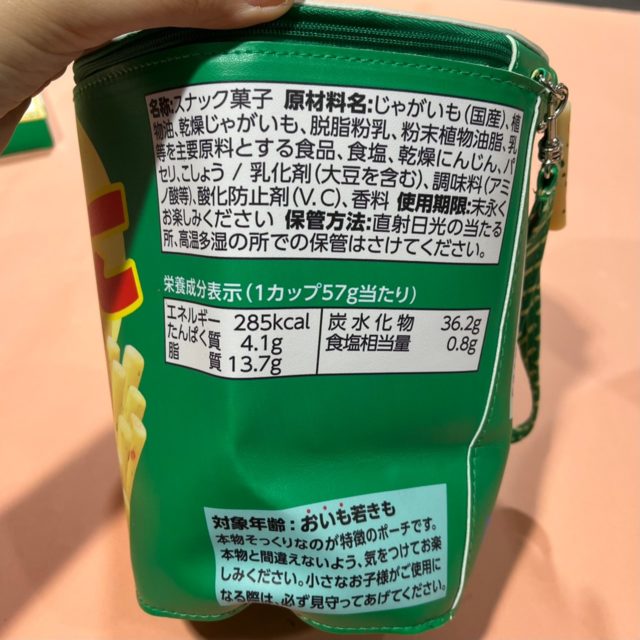 名称:スナック菓子 原材料名:じゃがいも(国産)、植
物油、乾燥じゃがいも、脱脂粉乳、粉末植物油脂、乳
等を主要原料とする食品、食塩、乾燥にんじん、パ
セリ、こしょう / 乳化剤(大豆を含む)、調味料(アミ
ノ酸等)、酸化防止剤(V.C)、香料 使用期限:末永く
お楽しみください 保管方法:直射日光の当たる
所、高温多湿の所での保管はさけてください。
栄養成分表示(1カップ57g当たり)
エネルギー 285kcal
たんぱく質 4.1g
脂質 13.7g
炭水化物 36.2g
食塩相当量 0.8g
対象年齢:おいも若きも
本物そっくりなのが特徴のポーチです。
本物と間違えないよう、気をつけてお楽
しみください。小さなお子様がご使用に
なる際は、必ず見守ってあげてください。